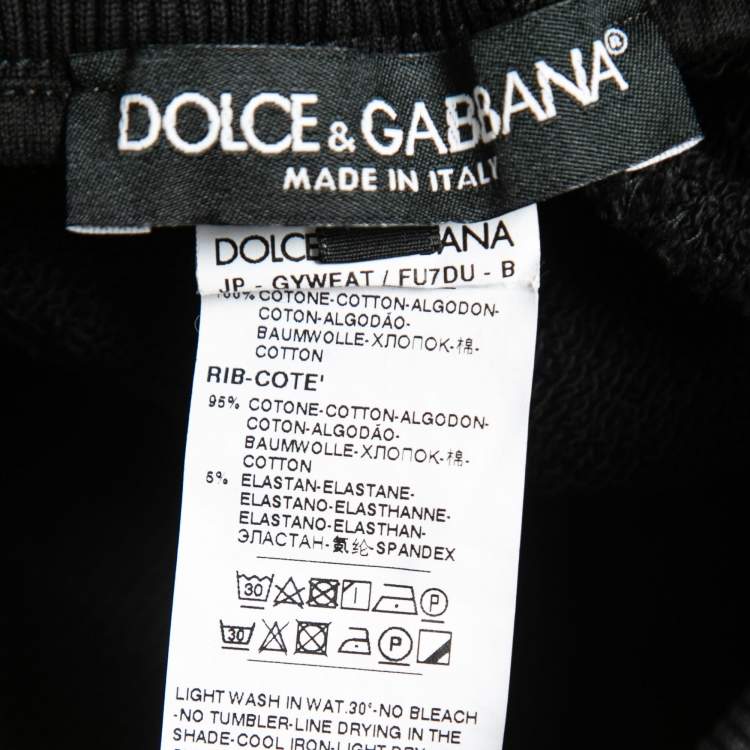 DOLCE & GABBANA®
MADE IN ITALY
DOLCE ANA
JP - GYWEAT / FU7DU - B
100% COTONE-COTTON-ALGODON-
COTON-ALGODÃO-
BAUMWOLLE-ХЛОПОК-棉-
COTTON
RIB-COTE'
95% COTONE-COTTON-ALGODON-
COTON-ALGODÃO-
BAUMWOLLE-ХЛОПОК-棉-
COTTON
5% ELASTAN-ELASTANE-
ELASTANO-ELASTHANNE-
ELASTANO-ELASTHAN-
ЭЛАСТАН-氨纶-SPANDEX
30 P
30 P
LIGHT WASH IN WAT.30°-NO BLEACH
-NO TUMBLER-LINE DRYING IN THE
SHADE-COOL IRON-LIGHT DRY